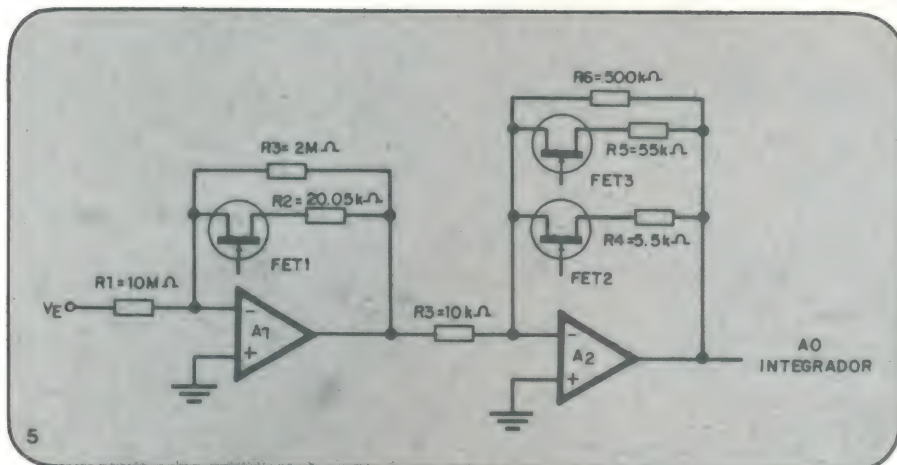 R6=500kΩ
R5=55kΩ
FET3
R3=2MΩ
R2=20.05kΩ
FET1
R4=5.5kΩ
FET2
R1=10MΩ
VE
-
A1
+
R3=10kΩ
-
A2
+
AO
INTEGRADOR
5